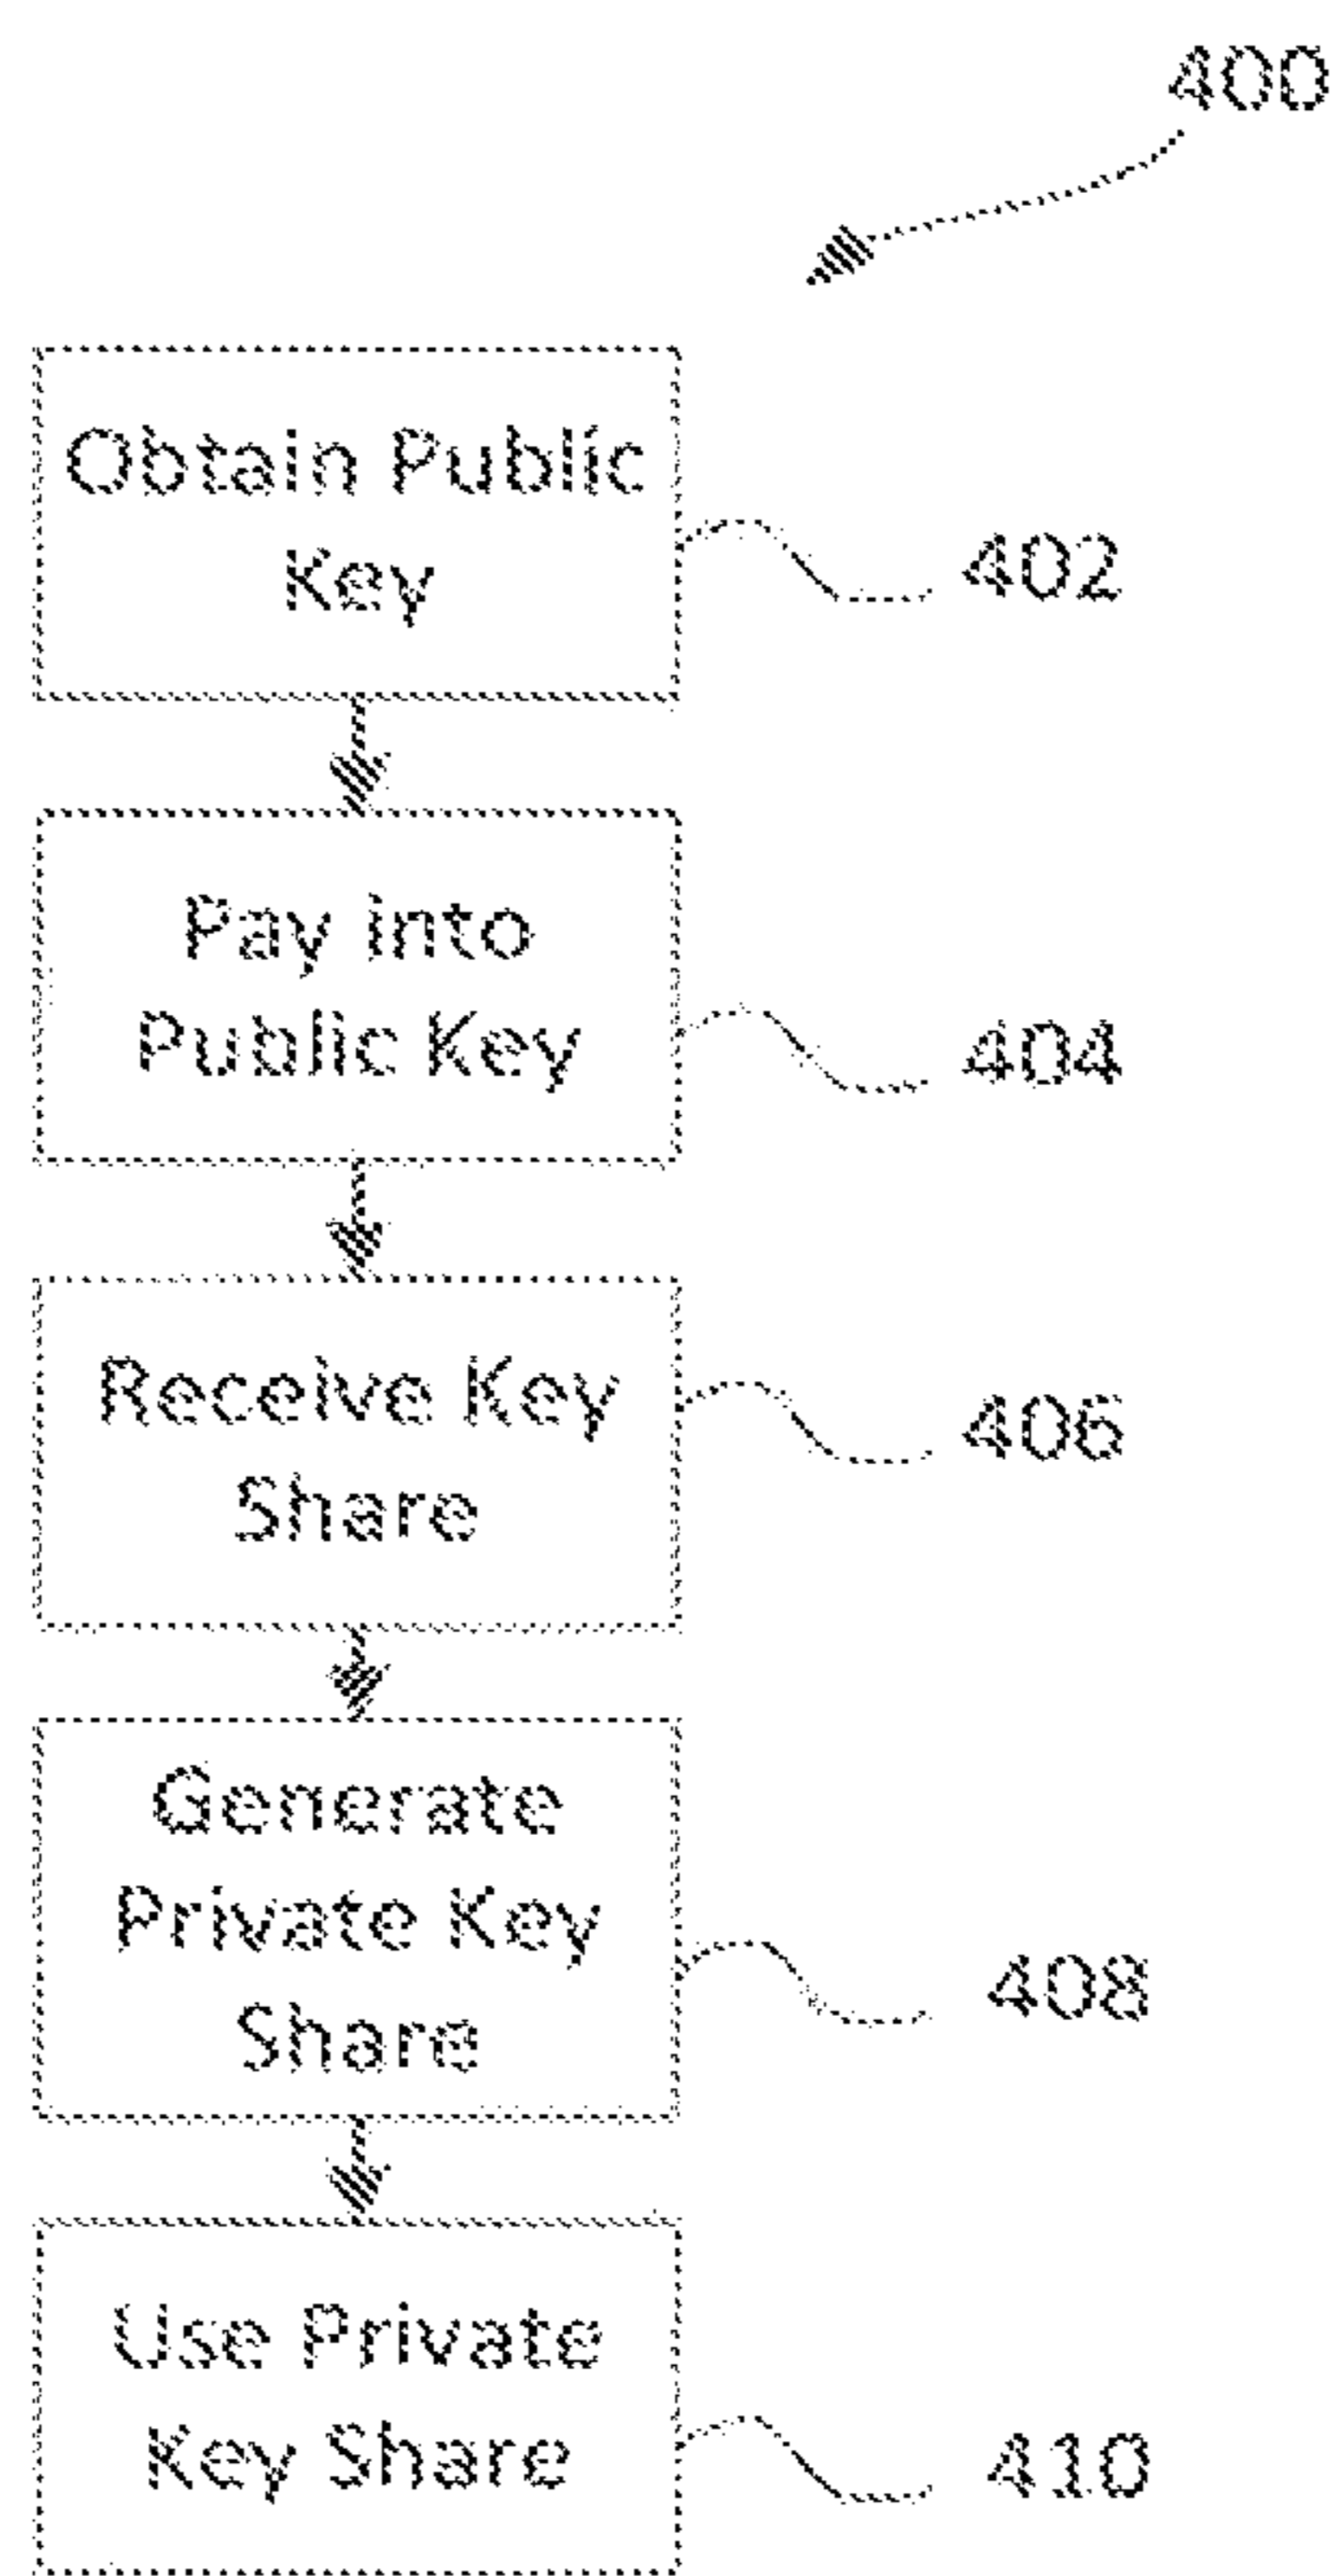 400
Obtain Public
Key
402
Pay into
Public Key
404
Receive Key
Share
406
Generate
Private Key
Share
408
Use Private
Key Share
410